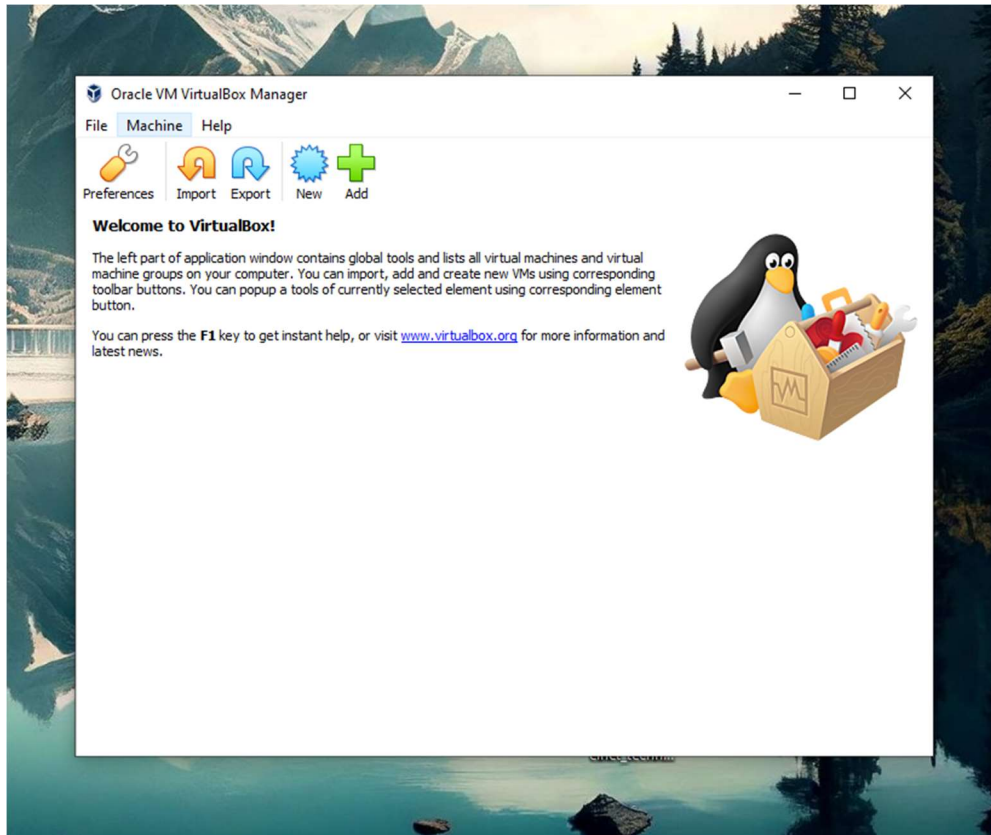 Oracle VM VirtualBox Manager
File Machine Help
Preferences Import Export New Add
Welcome to VirtualBox!
The left part of application window contains global tools and lists all virtual machines and virtual
machine groups on your computer. You can import, add and create new VMs using corresponding
toolbar buttons. You can popup a tools of currently selected element using corresponding element
button.
You can press the F1 key to get instant help, or visit www.virtualbox.org for more information and
latest news.